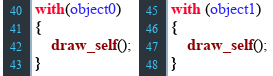 40 with(object0)
41 {
42     draw_self();
43 }
45 with (object1)
46 {
47     draw_self();
48 }